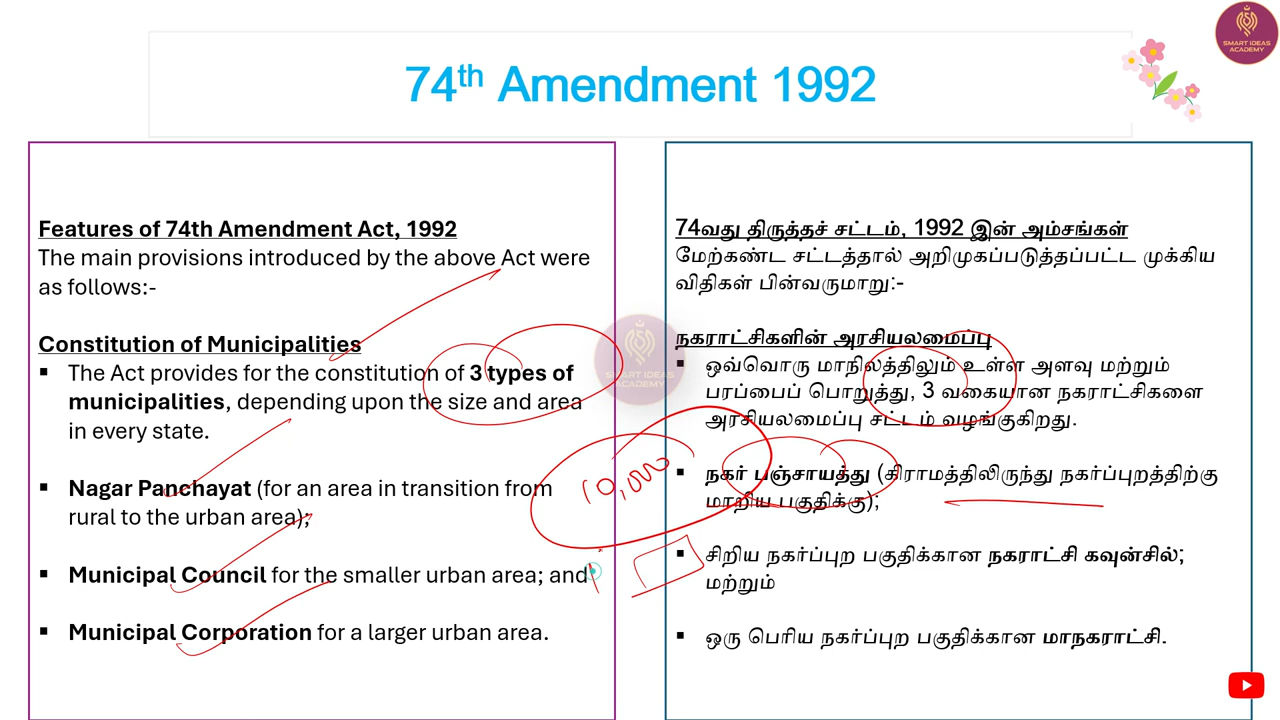 SMART IDEAS
ACADEMY
74th Amendment 1992
Features of 74th Amendment Act, 1992
The main provisions introduced by the above Act were
as follows:-
Constitution of Municipalities
▪ The Act provides for the constitution of 3 types of
municipalities, depending upon the size and area
in every state.
▪ Nagar Panchayat (for an area in transition from
rural to the urban area);
▪ Municipal Council for the smaller urban area; and
▪ Municipal Corporation for a larger urban area.
10,000
SMART IDEAS
ACADEMY
74வது திருத்தச் சட்டம், 1992 இன் அம்சங்கள்
மேற்கண்ட சட்டத்தால் அறிமுகப்படுத்தப்பட்ட முக்கிய
விதிகள் பின்வருமாறு:-
நகராட்சிகளின் அரசியலமைப்பு
▪ ஒவ்வொரு மாநிலத்திலும் உள்ள அளவு மற்றும்
பரப்பைப் பொறுத்து, 3 வகையான நகராட்சிகளை
அரசியலமைப்பு சட்டம் வழங்குகிறது.
▪ நகர் பஞ்சாயத்து (கிராமத்திலிருந்து நகர்ப்புறத்திற்கு
மாறிய பகுதிக்கு);
▪ சிறிய நகர்ப்புற பகுதிக்கான நகராட்சி கவுன்சில்;
மற்றும்
▪ ஒரு பெரிய நகர்ப்புற பகுதிக்கான மாநகராட்சி.